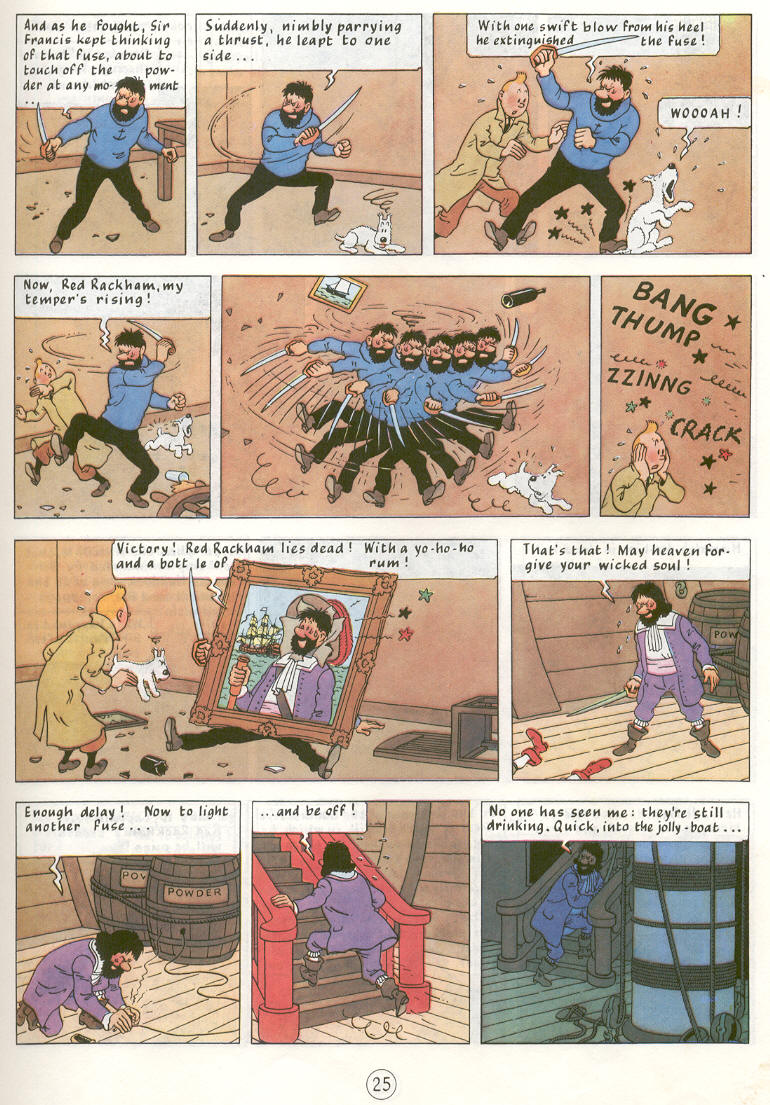 And as he fought, Sir
Francis kept thinking
of that fuse, about to
touch off the pow-
der at any mo- ment
...
Suddenly, nimbly parrying
a thrust, he leapt to one
side ...
With one swift blow from his heel
he extinguished the fuse!
WOOOAH!
Now, Red Rackham, my
temper's rising!
BANG
THUMP
ZZINNG
CRACK
Victory! Red Rackham lies dead! With a yo-ho-ho
and a bott le of rum!
That's that! May heaven for-
give your wicked soul!
POW
Enough delay! Now to light
another fuse...
POW
POWDER
...and be off!
No one has seen me: they're still
drinking. Quick, into the jolly-boat...
25